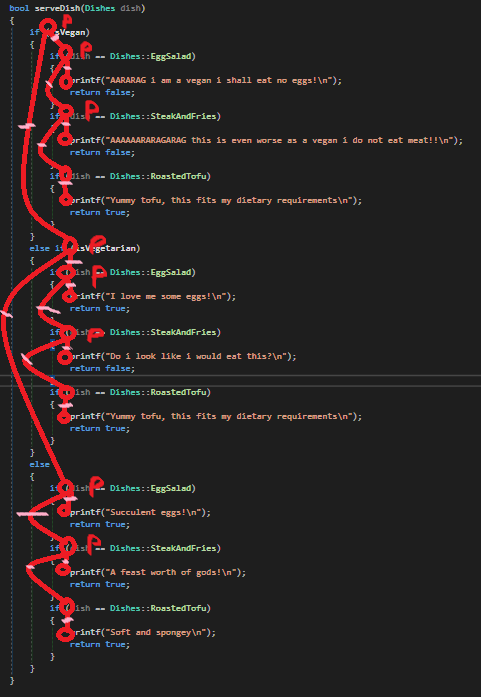 bool serveDish(Dishes dish)
{
P
if (isVegan)
{
P
if (dish == Dishes::EggSalad)
{
printf("AARARAG i am a vegan i shall eat no eggs!\n");
return false;
}
P
if (dish == Dishes::SteakAndFries)
{
printf("AAAAAARARAGARAG this is even worse as a vegan i do not eat meat!!\n");
return false;
}
if (dish == Dishes::RoastedTofu)
{
printf("Yummy tofu, this fits my dietary requirements\n");
return true;
}
}
P
else if (isVegetarian)
{
P
if (dish == Dishes::EggSalad)
{
printf("I love me some eggs!\n");
return true;
}
P
if (dish == Dishes::SteakAndFries)
{
printf("Do i look like i would eat this?\n");
return false;
}
if (dish == Dishes::RoastedTofu)
{
printf("Yummy tofu, this fits my dietary requirements\n");
return true;
}
}
else
{
P
if (dish == Dishes::EggSalad)
{
printf("Succulent eggs!\n");
return true;
}
P
if (dish == Dishes::SteakAndFries)
{
printf("A feast worth of gods!\n");
return true;
}
if (dish == Dishes::RoastedTofu)
{
printf("Soft and spongey\n");
return true;
}
}
}